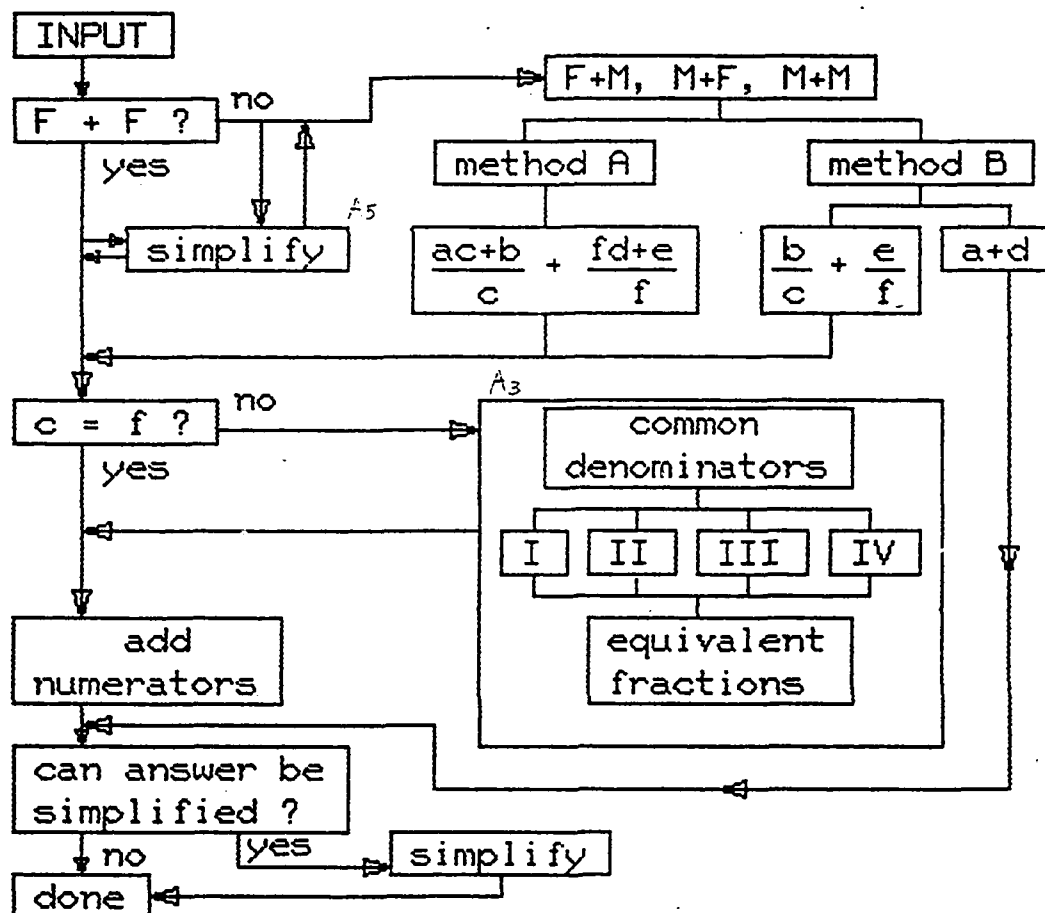 INPUT
F + F ?
no
yes
F+M, M+F, M+M
method A
method B
A5
simplify
ac+b
c
+
fd+e
f
b
c
+
e
f
a+d
c = f ?
no
yes
A3
common
denominators
I
II
III
IV
equivalent
fractions
add
numerators
can answer be
simplified ?
no
yes
simplify
done